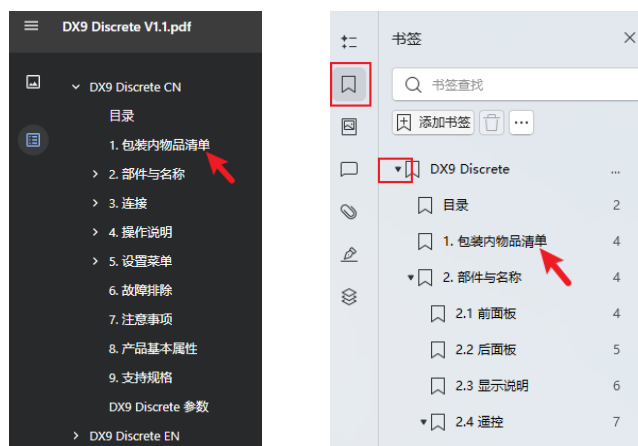 DX9 Discrete V1.1.pdf
DX9 Discrete CN
目录
1. 包装内物品清单
2. 部件与名称
3. 连接
4. 操作说明
5. 设置菜单
6. 故障排除
7. 注意事项
8. 产品基本属性
9. 支持规格
DX9 Discrete 参数
DX9 Discrete EN
书签
书签查找
添加书签 ...
DX9 Discrete ...
目录 2
1. 包装内物品清单 4
2. 部件与名称 4
2.1 前面板 4
2.2 后面板 5
2.3 显示说明 6
2.4 遥控 7